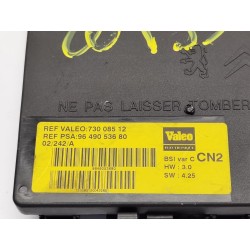 NE PAS LAISSER TOMBER
REF VALEO:730 085 12
REF PSA:96 490 536 80
02/242/A
Valeo
BSI var C CN2
HW : 3.0
SW : 4.25